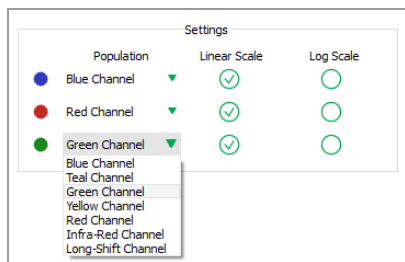 Settings
Population Linear Scale Log Scale
Blue Channel
Red Channel
Green Channel
Blue Channel
Teal Channel
Green Channel
Yellow Channel
Red Channel
Infra-Red Channel
Long-Shift Channel